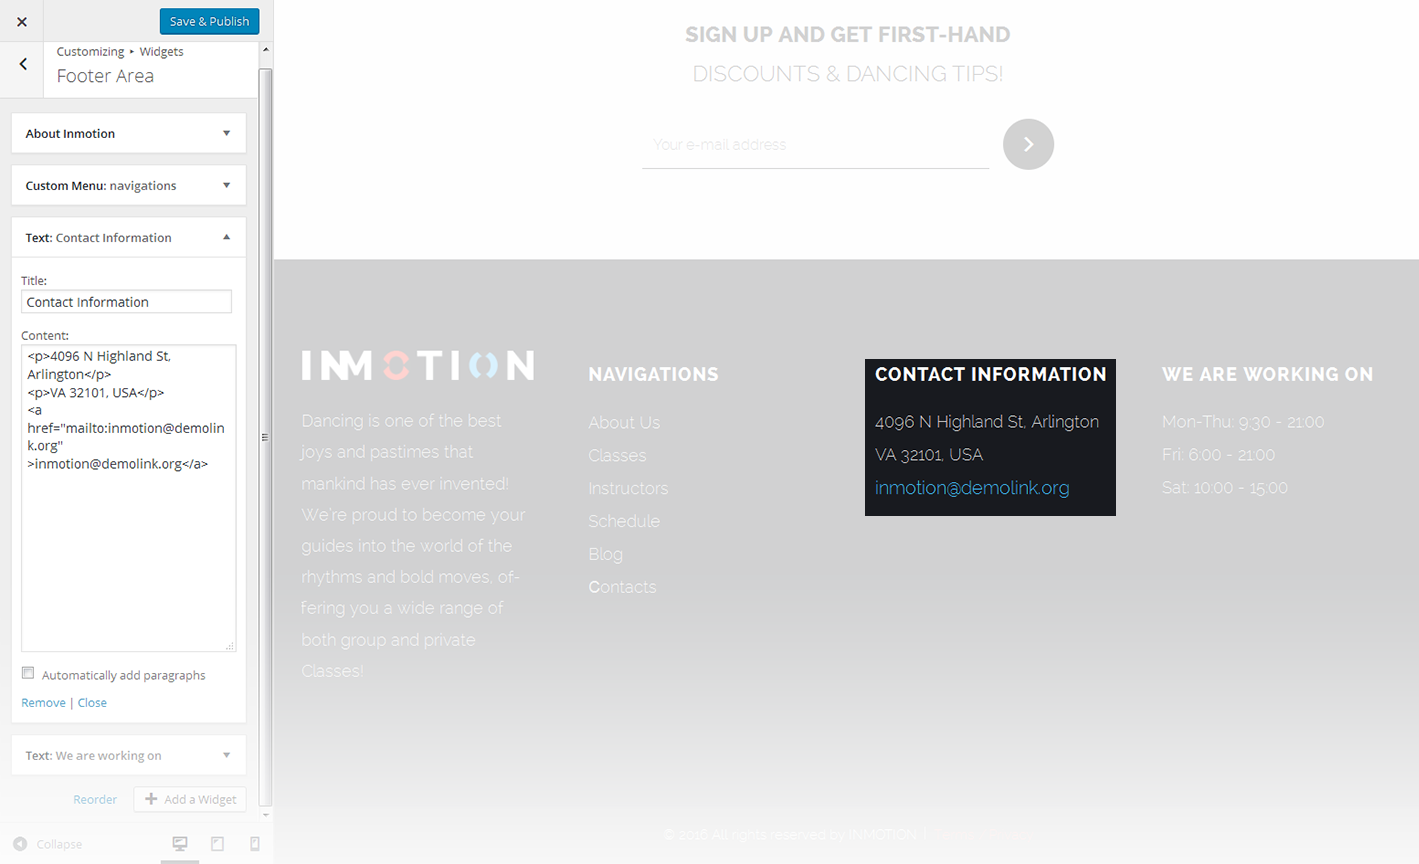 Save & Publish
Customizing ▸ Widgets
Footer Area
About Inmotion
Custom Menu: navigations
Text: Contact Information
Title:
Contact Information
Content:
<p>4096 N Highland St,
Arlington</p>
<p>VA 32101, USA</p>
<a
href="mailto:inmotion@demolin
k.org"
>inmotion@demolink.org</a>
Automatically add paragraphs
Remove | Close
Text: We are working on
Reorder
Add a Widget
Collapse
SIGN UP AND GET FIRST-HAND
DISCOUNTS & DANCING TIPS!
Your e-mail address
INMOTION
Dancing is one of the best
joys and pastimes that
mankind has ever invented!
We're proud to become your
guides into the world of the
rhythms and bold moves, of-
fering you a wide range of
both group and private
Classes!
NAVIGATIONS
About Us
Classes
Instructors
Schedule
Blog
Contacts
CONTACT INFORMATION
4096 N Highland St, Arlington
VA 32101, USA
inmotion@demolink.org
WE ARE WORKING ON
Mon-Thu: 9:30 - 21:00
Fri: 6:00 - 21:00
Sat: 10:00 - 15:00
© 2016 All rights reserved by INMOTION |